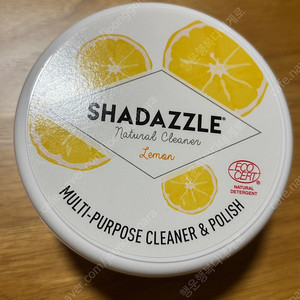 SHADAZZLE®
Natural Cleaner
Lemon
ECO
CERT
NATURAL
DETERGENT
MULTI-PURPOSE CLEANER & POLISH